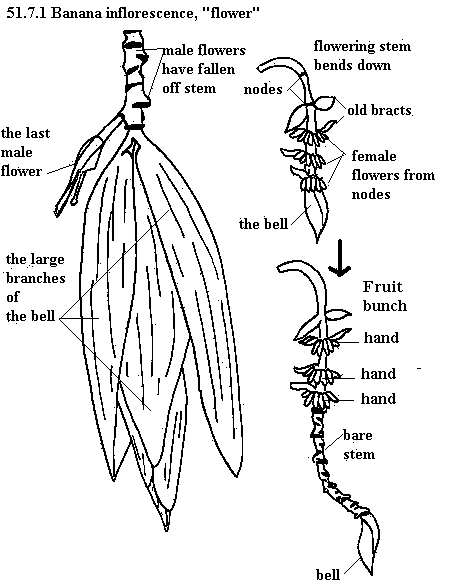 51.7.1 Banana inflorescence, "flower"
male flowers
have fallen
off stem
the last
male
flower
the large
branches
of
the bell
flowering stem
bends down
nodes
old bracts
female
flowers from
nodes
the bell
Fruit
bunch
hand
hand
hand
bare
stem
bell